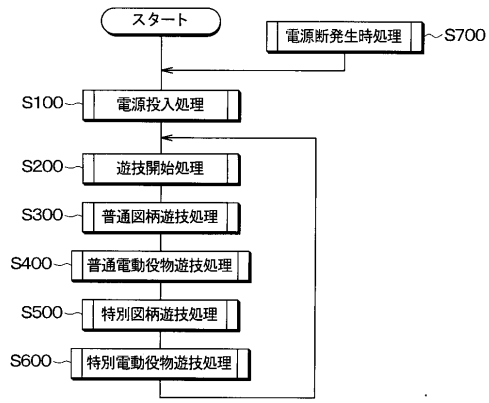 スタート
電源断発生時処理 S700
S100 電源投入処理
S200 遊技開始処理
S300 普通図柄遊技処理
S400 普通電動役物遊技処理
S500 特別図柄遊技処理
S600 特別電動役物遊技処理